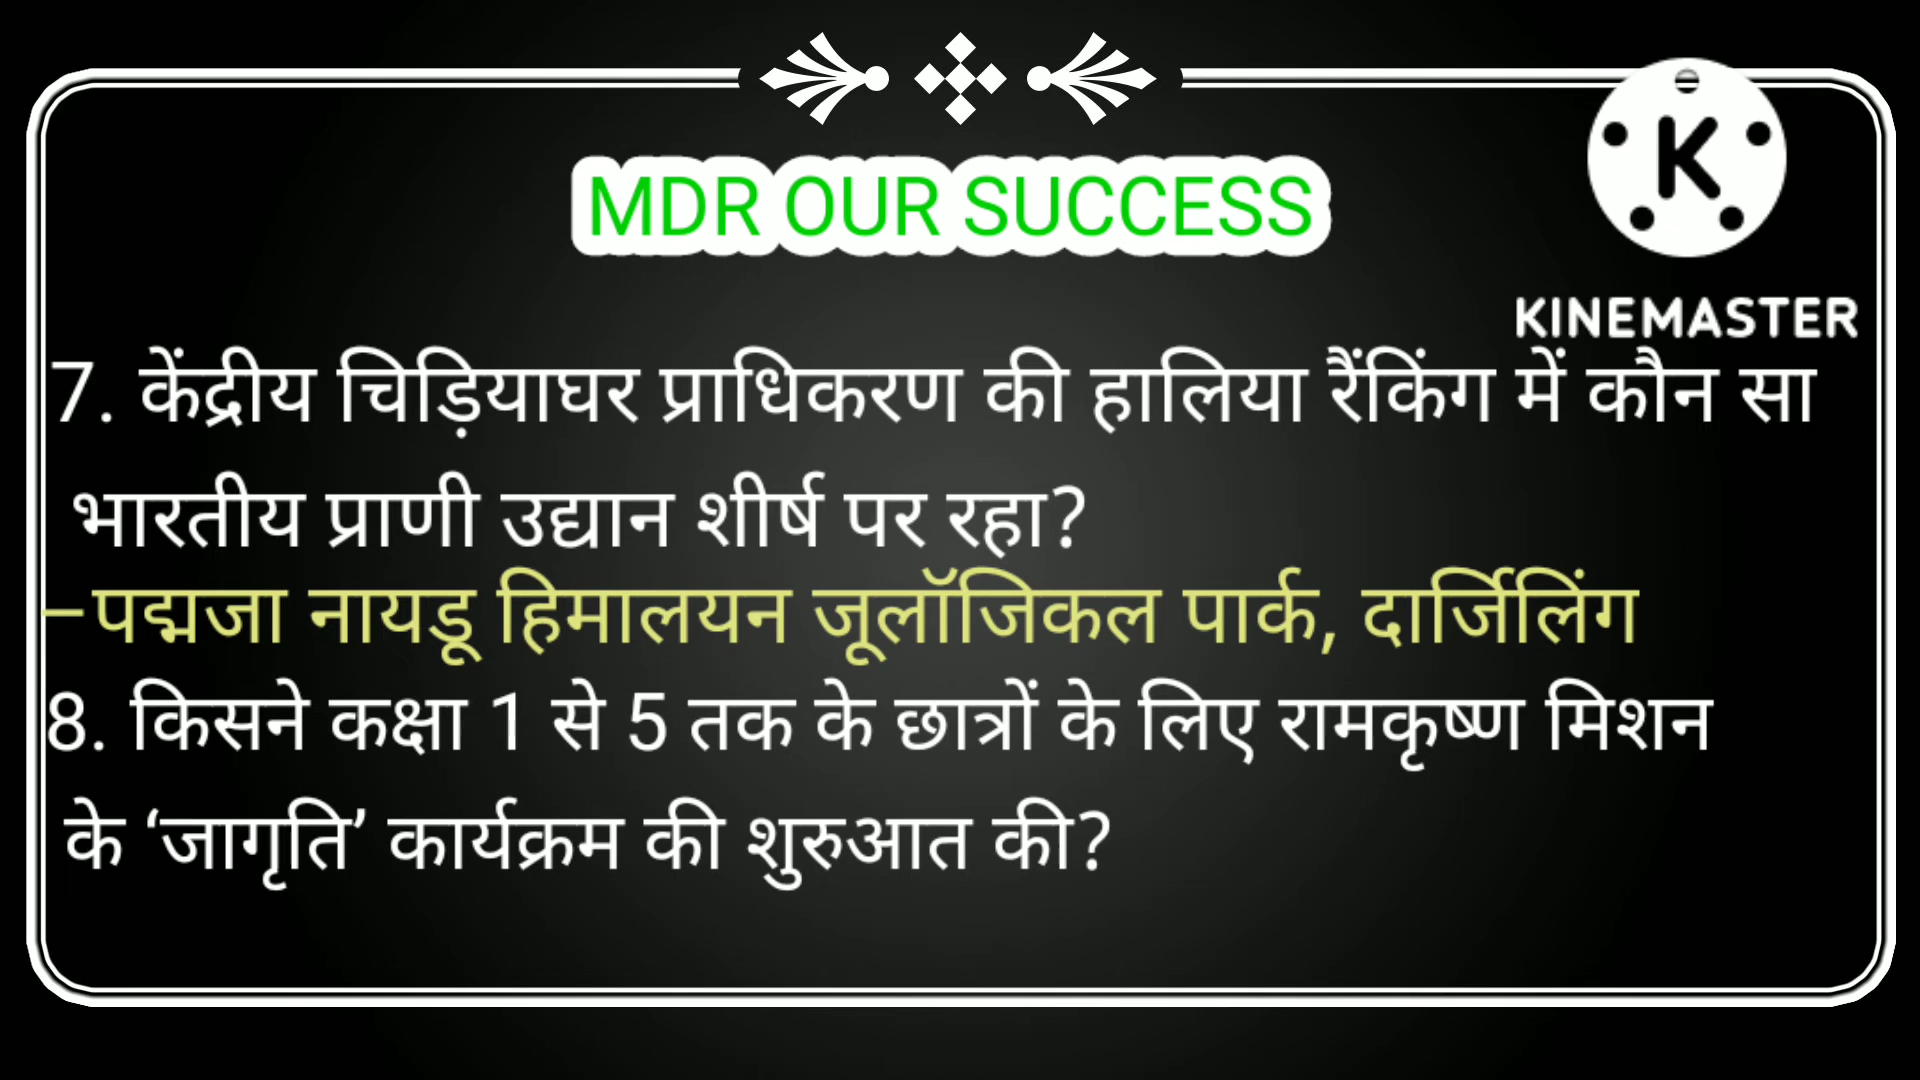 MDR OUR SUCCESS
K
KINEMASTER
7. केंद्रीय चिड़ियाघर प्राधिकरण की हालिया रैंकिंग में कौन सा
भारतीय प्राणी उद्यान शीर्ष पर रहा?
–पद्मजा नायडू हिमालयन जूलॉजिकल पार्क, दार्जिलिंग
8. किसने कक्षा 1 से 5 तक के छात्रों के लिए रामकृष्ण मिशन
के ‘जागृति’ कार्यक्रम की शुरुआत की?